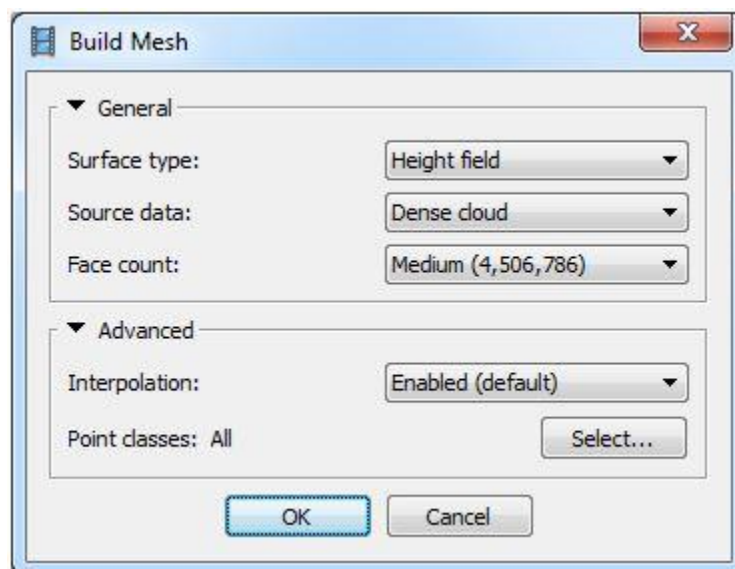 Build Mesh
General
Surface type: Height field
Source data: Dense cloud
Face count: Medium (4,506,786)
Advanced
Interpolation: Enabled (default)
Point classes: All Select...
OK Cancel